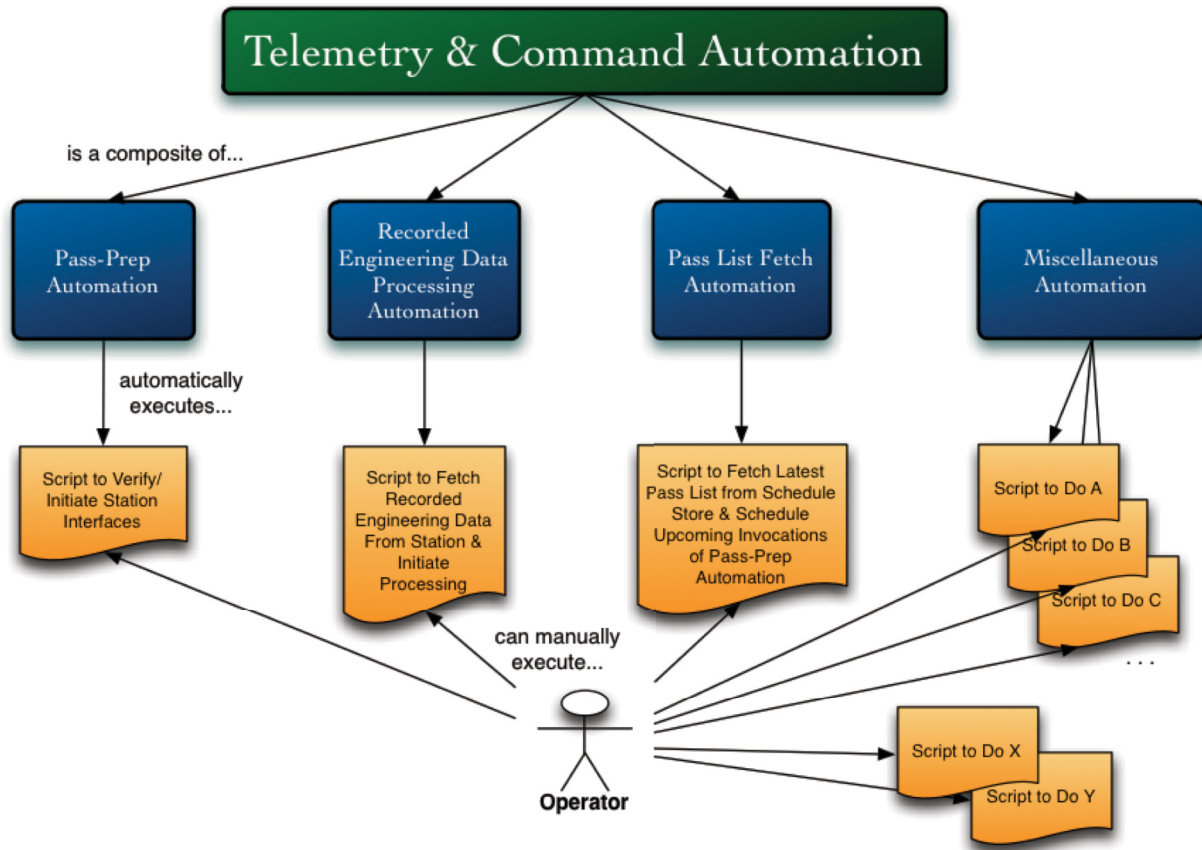 Telemetry & Command Automation
is a composite of...
Pass-Prep
Automation
Recorded
Engineering Data
Processing
Automation
Pass List Fetch
Automation
Miscellaneous
Automation
automatically
executes...
Script to Verify/
Initiate Station
Interfaces
Script to Fetch
Recorded
Engineering Data
From Station &
Initiate
Processing
Script to Fetch Latest
Pass List from Schedule
Store & Schedule
Upcoming Invocations
of Pass-Prep
Automation
Script to Do A
Script to Do B
Script to Do C
. . .
can manually
execute...
Operator
Script to Do X
Script to Do Y